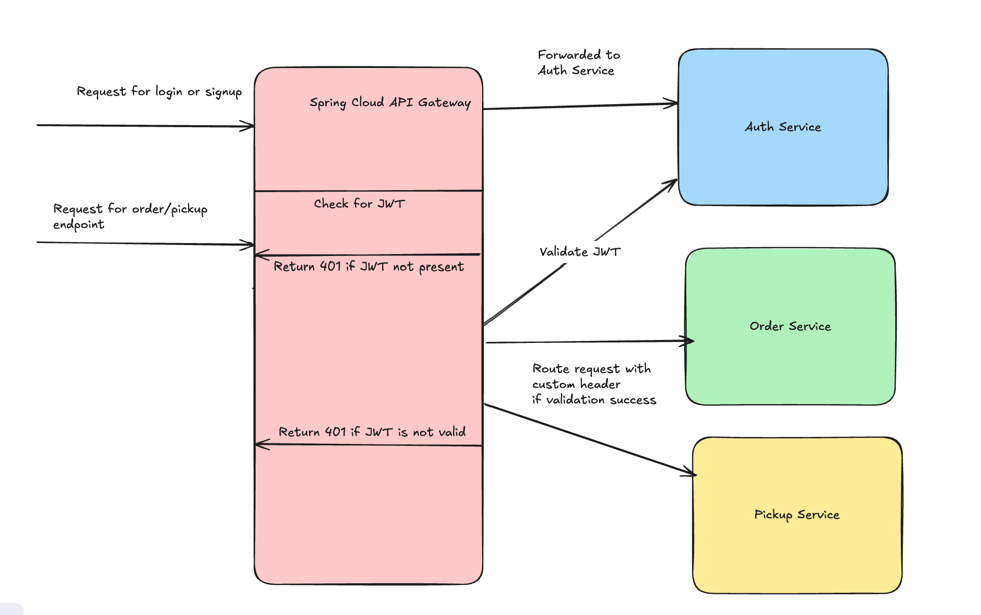 Request for login or signup
Spring Cloud API Gateway
Forwarded to
Auth Service
Auth Service
Request for order/pickup
endpoint
Check for JWT
Return 401 if JWT not present
Validate JWT
Order Service
Route request with
custom header
if validation success
Return 401 if JWT is not valid
Pickup Service